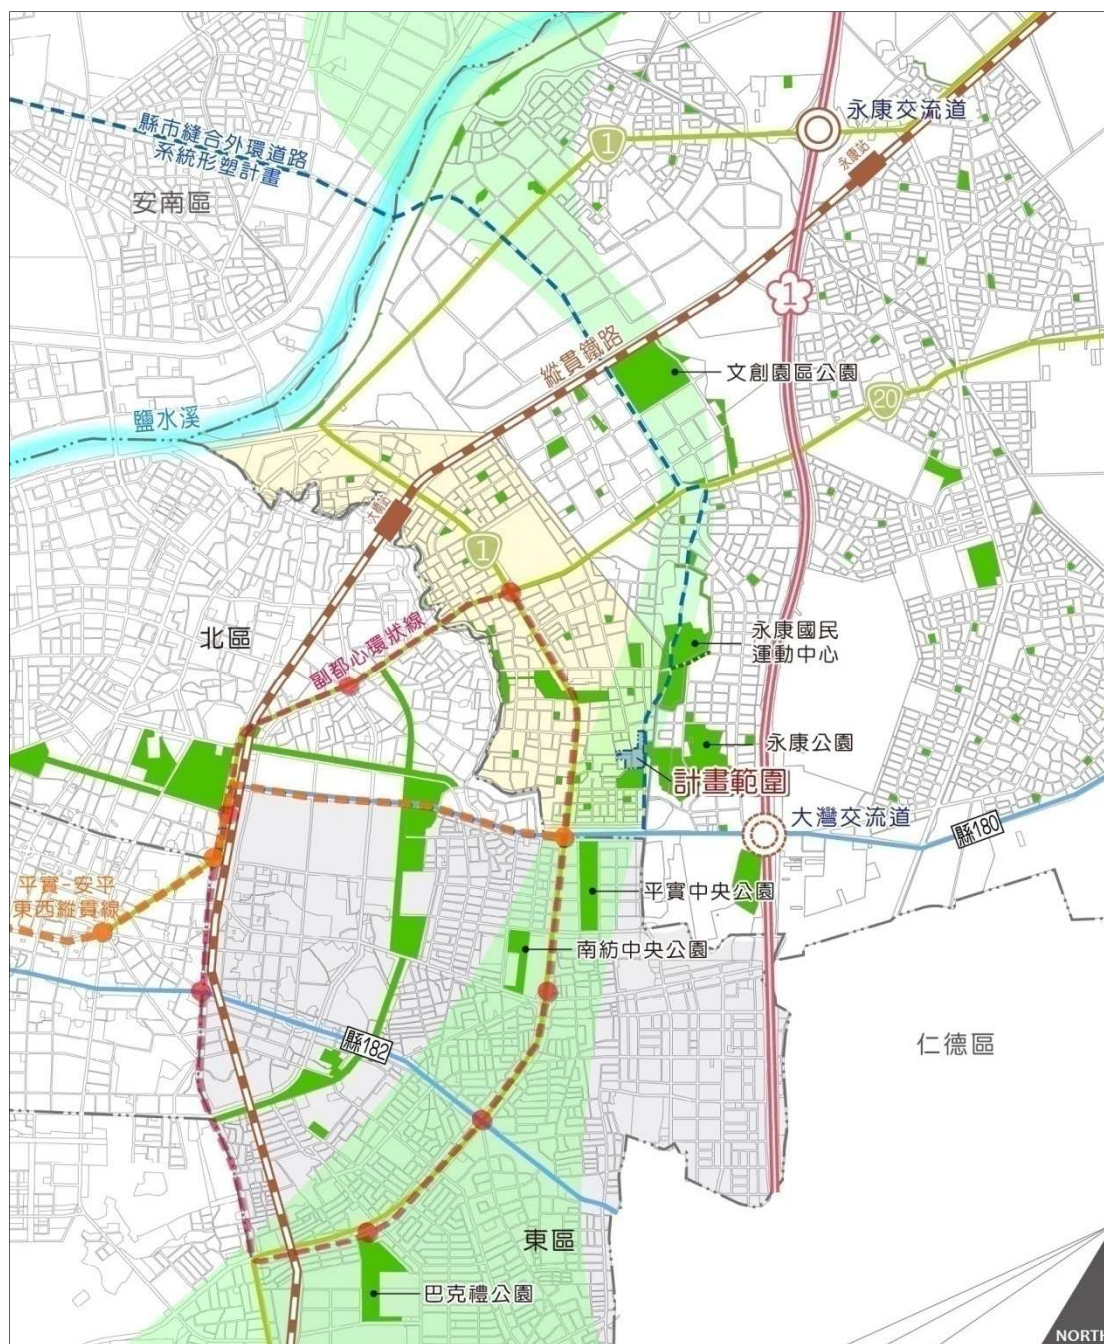 永康交流道
1
縣市縫合外環道路
系統形塑計畫
永康站
安南區
1
縱貫鐵路
文創園區公園
20
鹽水溪
大橋站
1
永康國民
運動中心
北區
副都心環狀線
永康公園
計畫範圍
大灣交流道
縣180
平實-安平
東西縱貫線
平實中央公園
南紡中央公園
縣182
仁德區
東區
巴克禮公園
NORTH